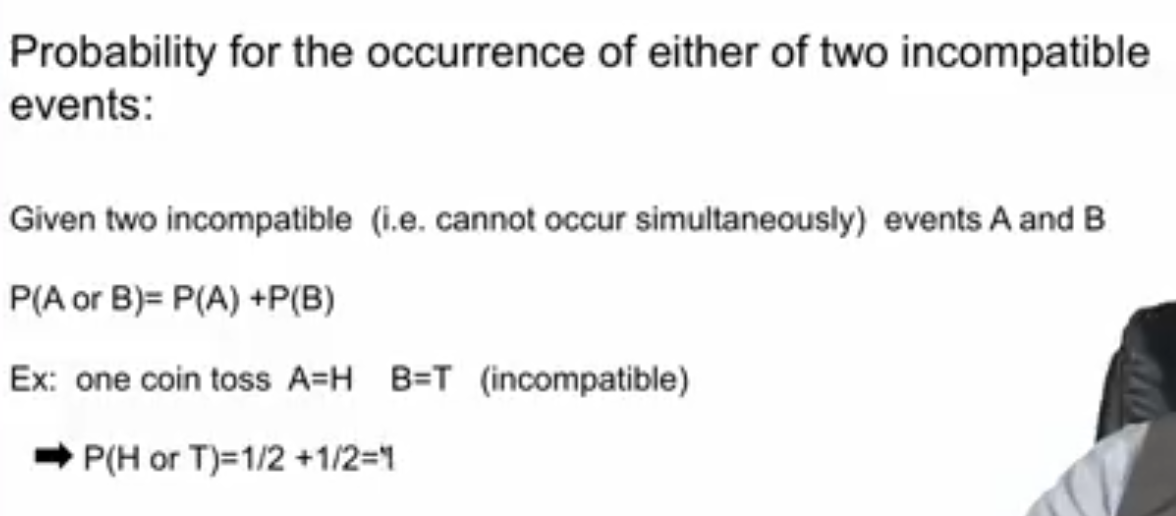 Probability for the occurrence of either of two incompatible
events:
Given two incompatible (i.e. cannot occur simultaneously) events A and B
P(A or B)= P(A) +P(B)
Ex: one coin toss A=H B=T (incompatible)
➡ P(H or T)=1/2 +1/2=1